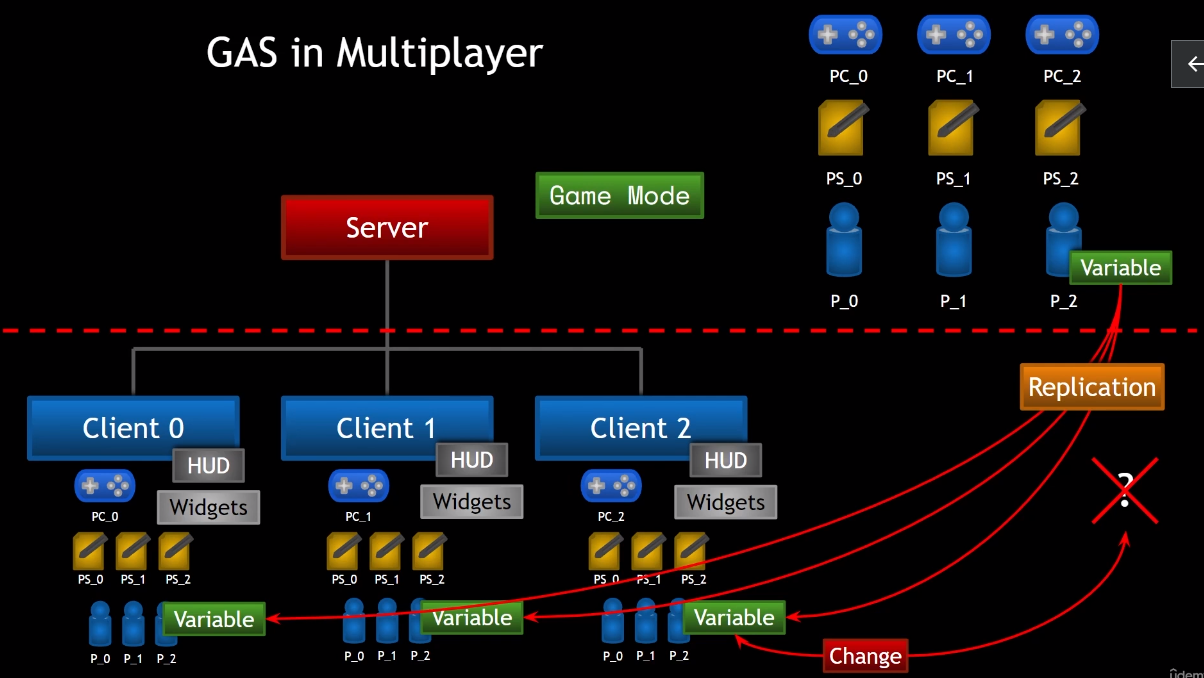 GAS in Multiplayer
PC_0 PC_1 PC_2
PS_0 PS_1 PS_2
Game Mode
Server
Variable
P_0 P_1 P_2
Replication
Client 0 Client 1 Client 2
HUD HUD HUD
Widgets Widgets Widgets
?
PC_0 PC_1 PC_2
PS_0 PS_1 PS_2 PS_0 PS_1 PS_2 PS_0 PS_1 PS_2
Variable Variable Variable
P_0 P_1 P_2 P_0 P_1 P_2 P_0 P_1 P_2
Change